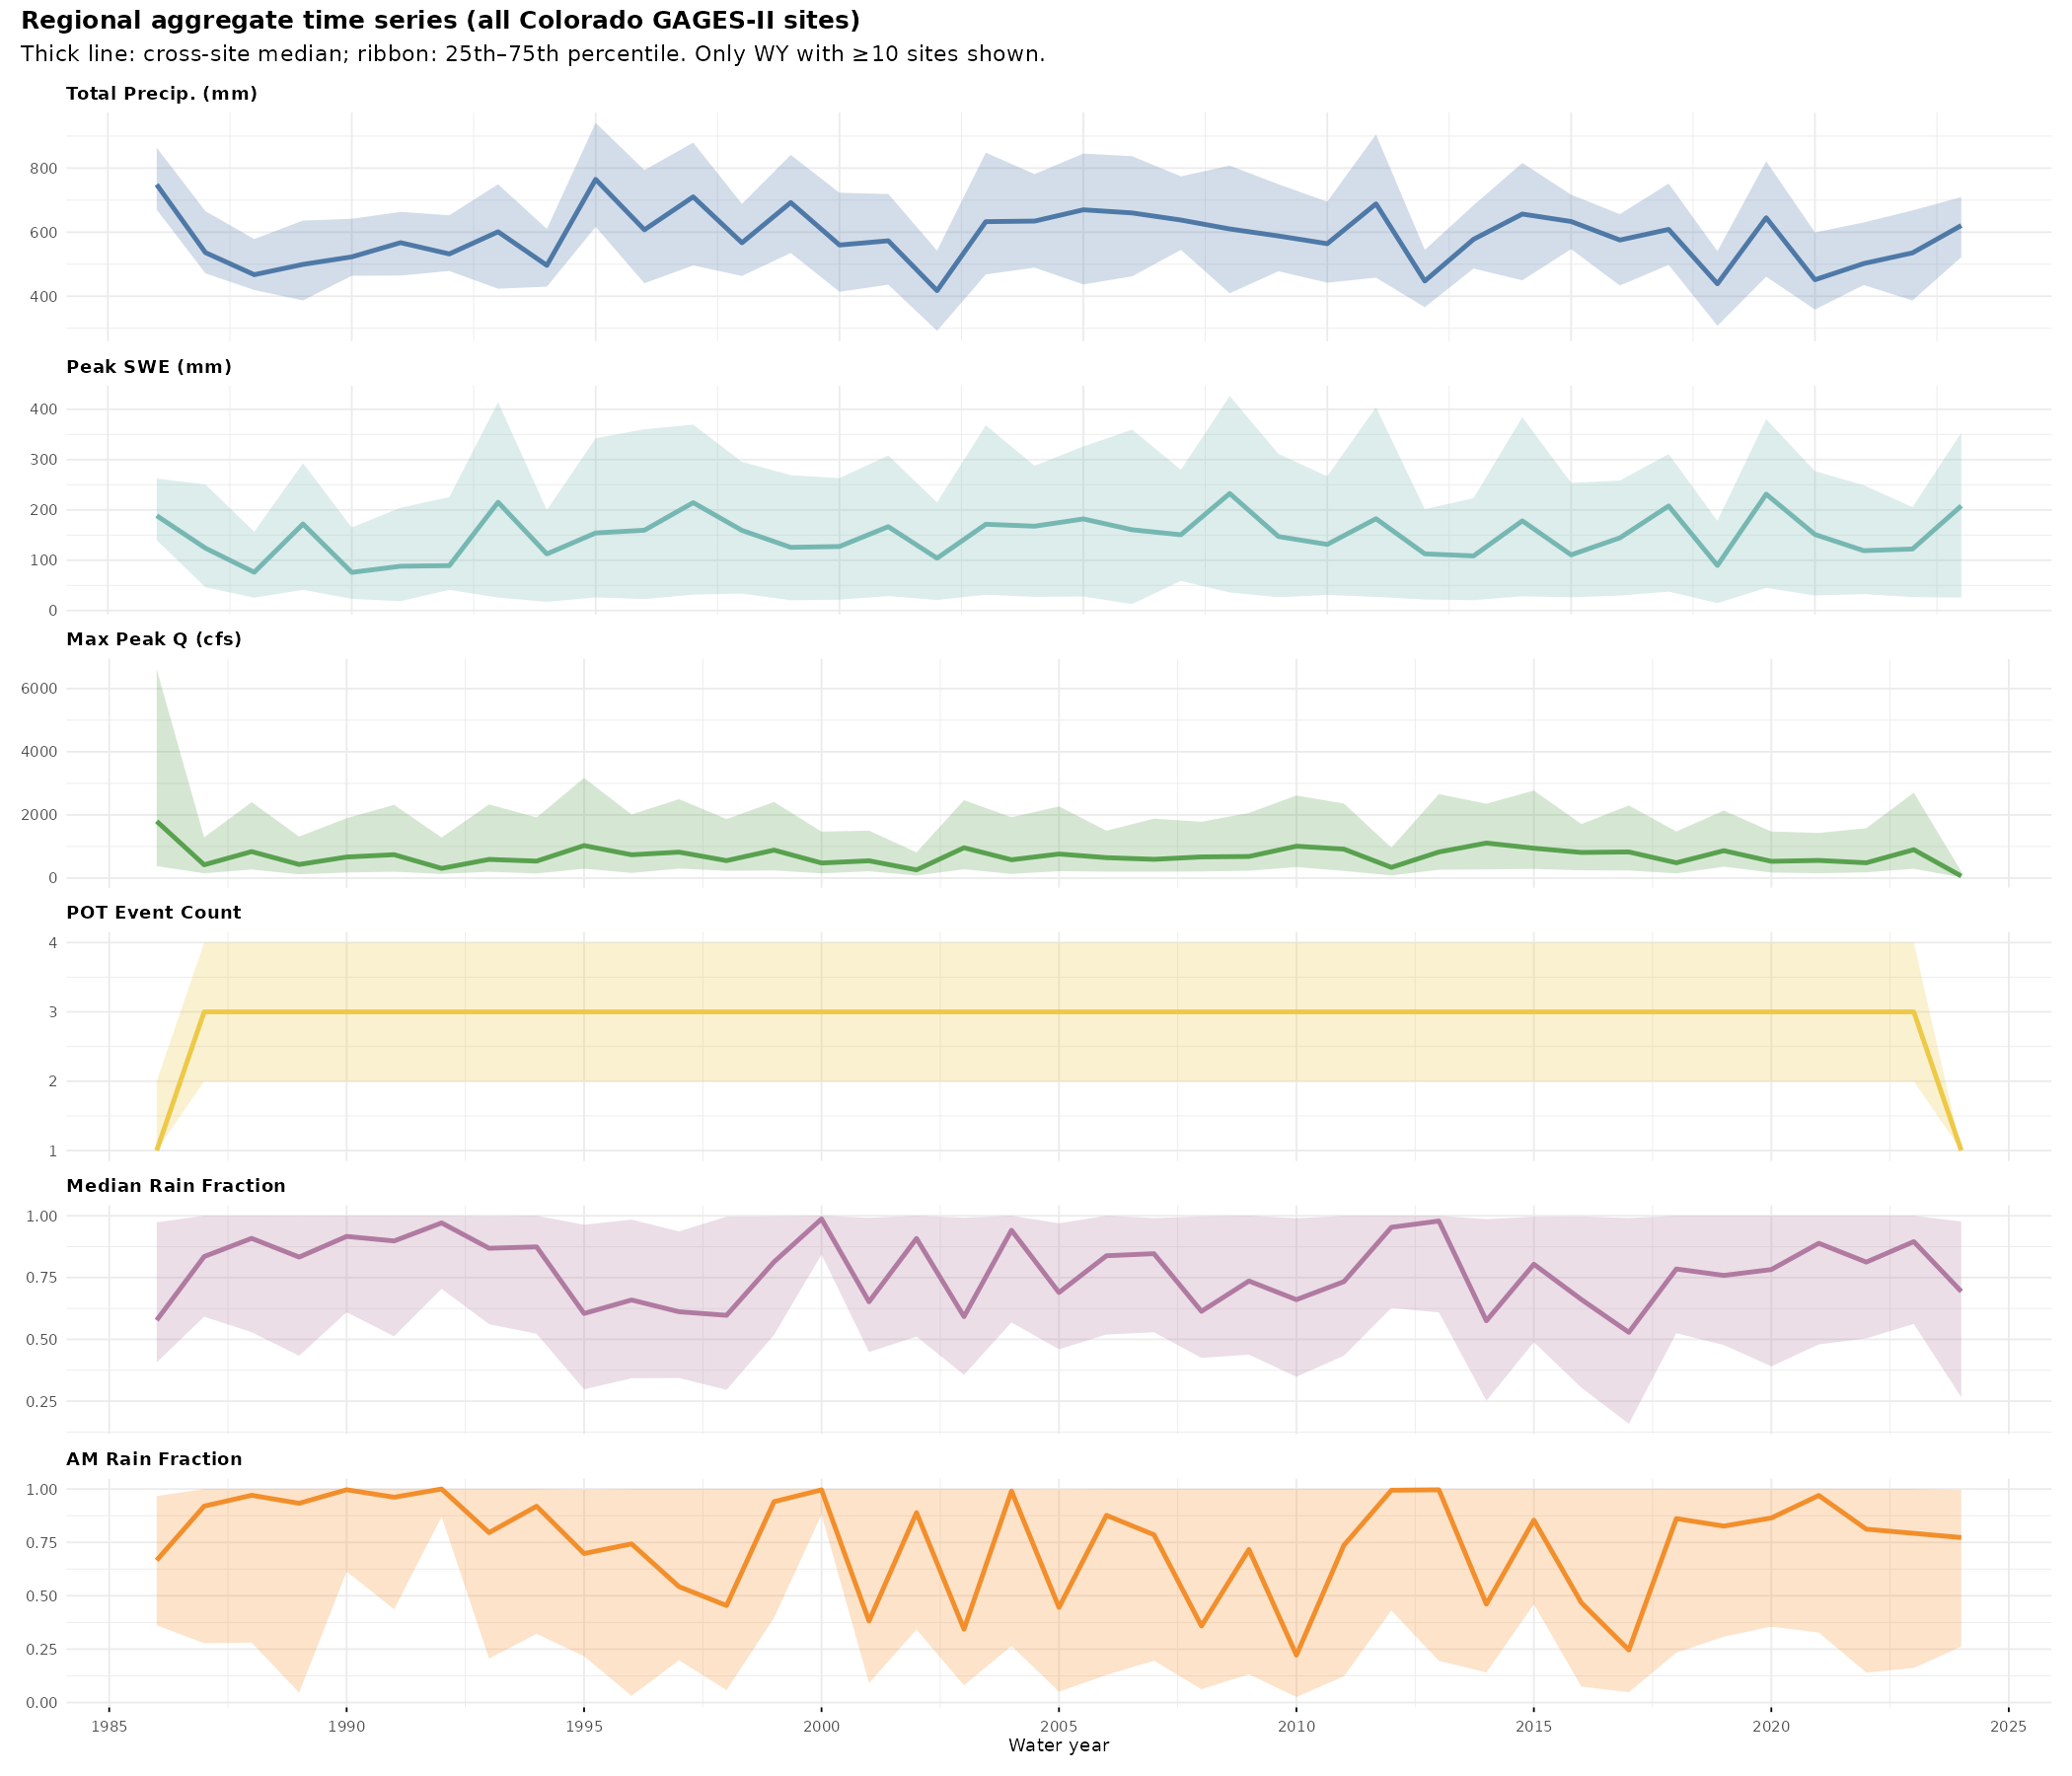 Regional aggregate time series (all Colorado GAGES-II sites)
Thick line: cross-site median; ribbon: 25th–75th percentile. Only WY with ≥10 sites shown.
Total Precip. (mm)
800
600
400
Peak SWE (mm)
400
300
200
100
0
Max Peak Q (cfs)
6000
4000
2000
0
POT Event Count
4
3
2
1
Median Rain Fraction
1.00
0.75
0.50
0.25
AM Rain Fraction
1.00
0.75
0.50
0.25
0.00
1985 1990 1995 2000 2005 2010 2015 2020 2025
Water year